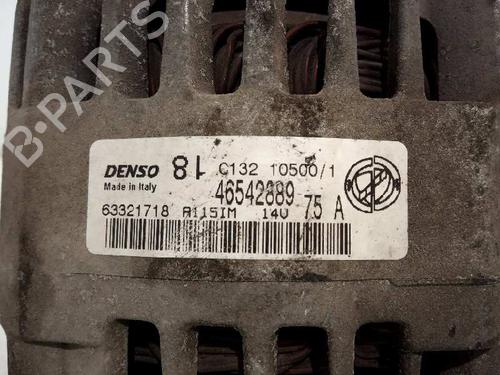 B-PARTS
DENSO 81 C132 10500/1
Made in Italy 46542889
63321718 A115IM 14V 75 A